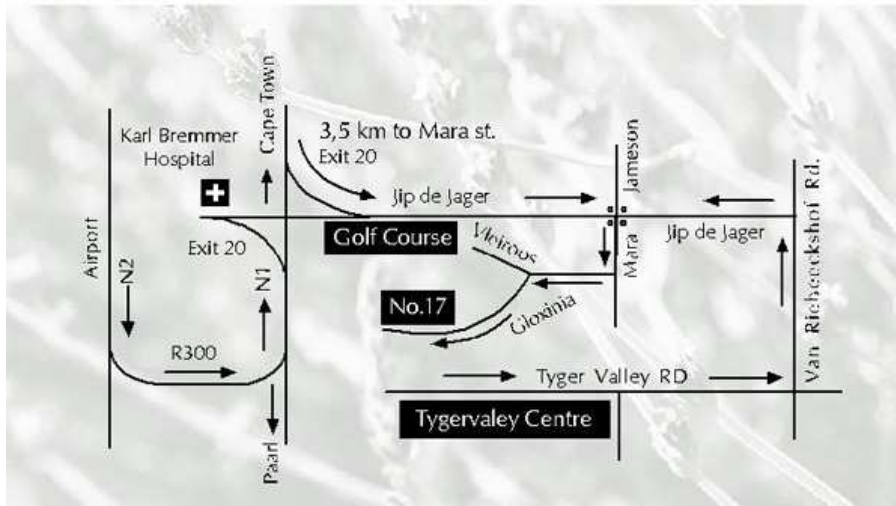 Cape Town
3,5 km to Mara st.
Exit 20
Karl Bremmer
Hospital
Jip de Jager
Jameson
Golf Course
Vleiroos
Mara
Jip de Jager
Van Riebeeckshof Rd.
Airport
N2
Exit 20
N1
No.17
Gloxinia
R300
Tyger Valley RD
Tygervaley Centre
Paarl